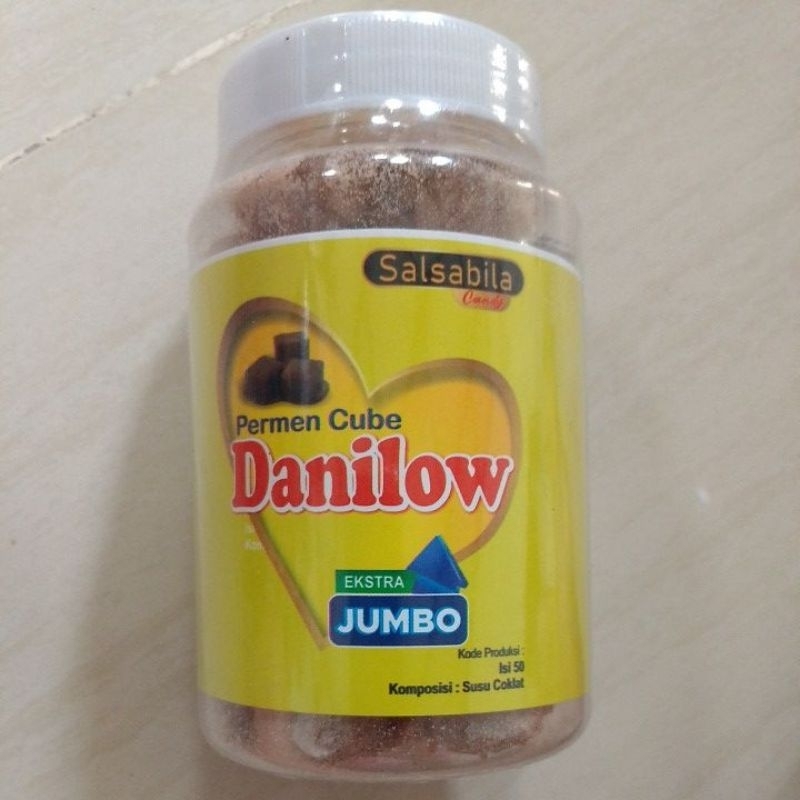 Salsabila
Candy
Permen Cube
Danilow
EKSTRA
JUMBO
Kode Produksi :
Isi 50
Komposisi : Susu Coklat